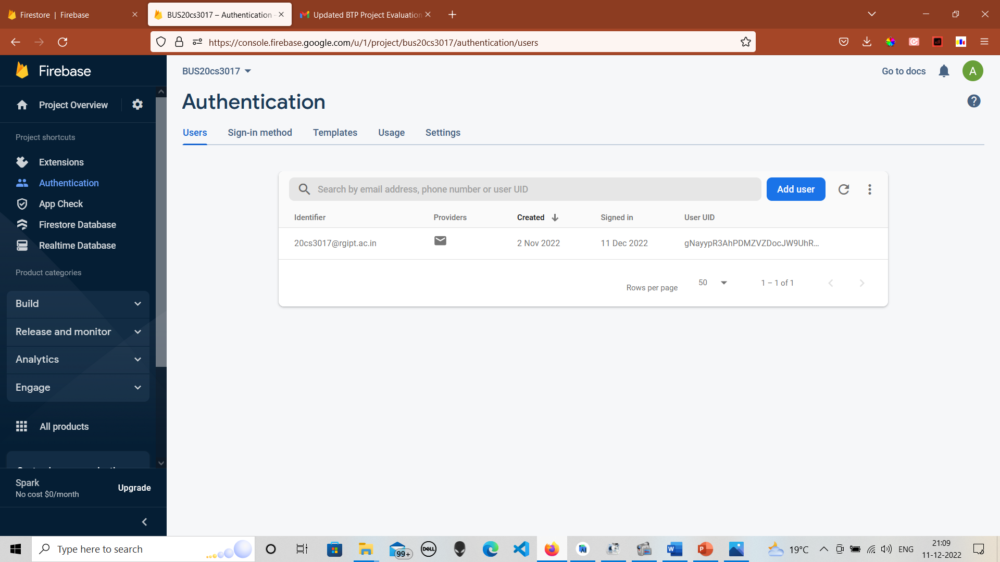 Firestore | Firebase
BUS20cs3017 – Authentication -
Updated BTP Project Evaluation
https://console.firebase.google.com/u/1/project/bus20cs3017/authentication/users
Firebase
BUS20cs3017
Go to docs
A
Project Overview
Authentication
Users Sign-in method Templates Usage Settings
Project shortcuts
Extensions
Authentication
App Check
Firestore Database
Realtime Database
Product categories
Build
Release and monitor
Analytics
Engage
All products
Spark
No cost $0/month
Upgrade
Search by email address, phone number or user UID
Add user
Identifier Providers Created Signed in User UID
20cs3017@rgipt.ac.in 2 Nov 2022 11 Dec 2022 gNayypR3AhPDMZVZDocJW9UhR...
Rows per page 50 1 – 1 of 1
Type here to search
99+
DELL
19°C
ENG
21:09
11-12-2022